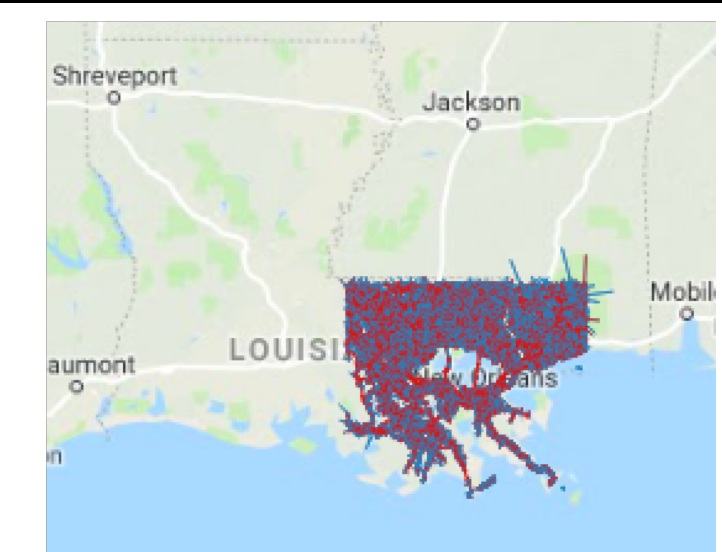 Shreveport
Jackson
Mobil
LOUISI
aumont
New Orleans
n